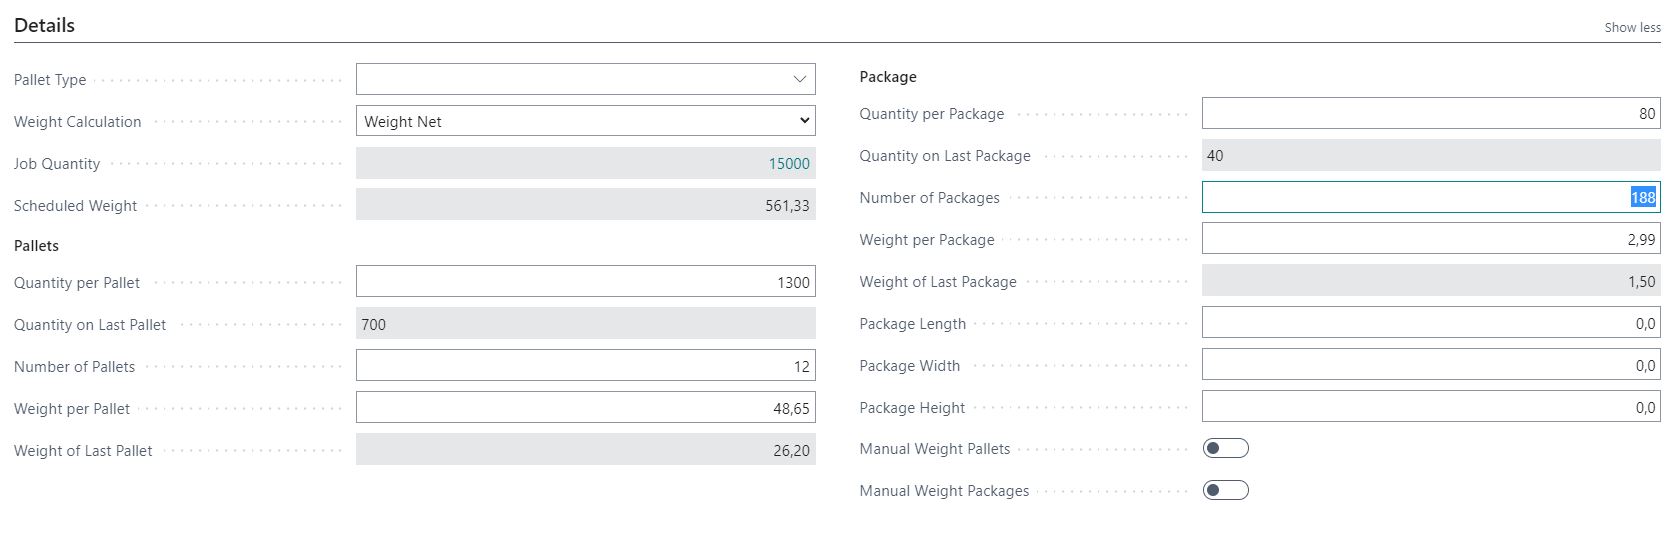 Details
Show less
Pallet Type
Weight Calculation Weight Net
Job Quantity 15000
Scheduled Weight 561,33
Pallets
Quantity per Pallet 1300
Quantity on Last Pallet 700
Number of Pallets 12
Weight per Pallet 48,65
Weight of Last Pallet 26,20
Package
Quantity per Package 80
Quantity on Last Package 40
Number of Packages 188
Weight per Package 2,99
Weight of Last Package 1,50
Package Length 0,0
Package Width 0,0
Package Height 0,0
Manual Weight Pallets
Manual Weight Packages